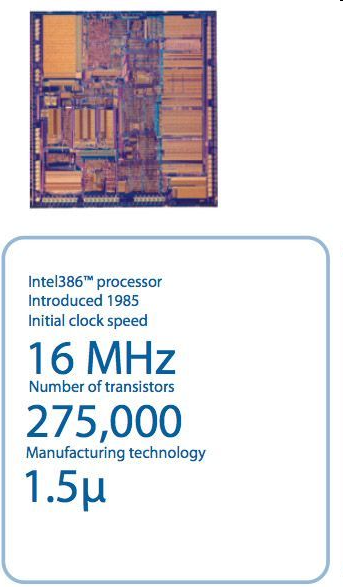 Intel386™ processor
Introduced 1985
Initial clock speed
16 MHz
Number of transistors
275,000
Manufacturing technology
1.5µ